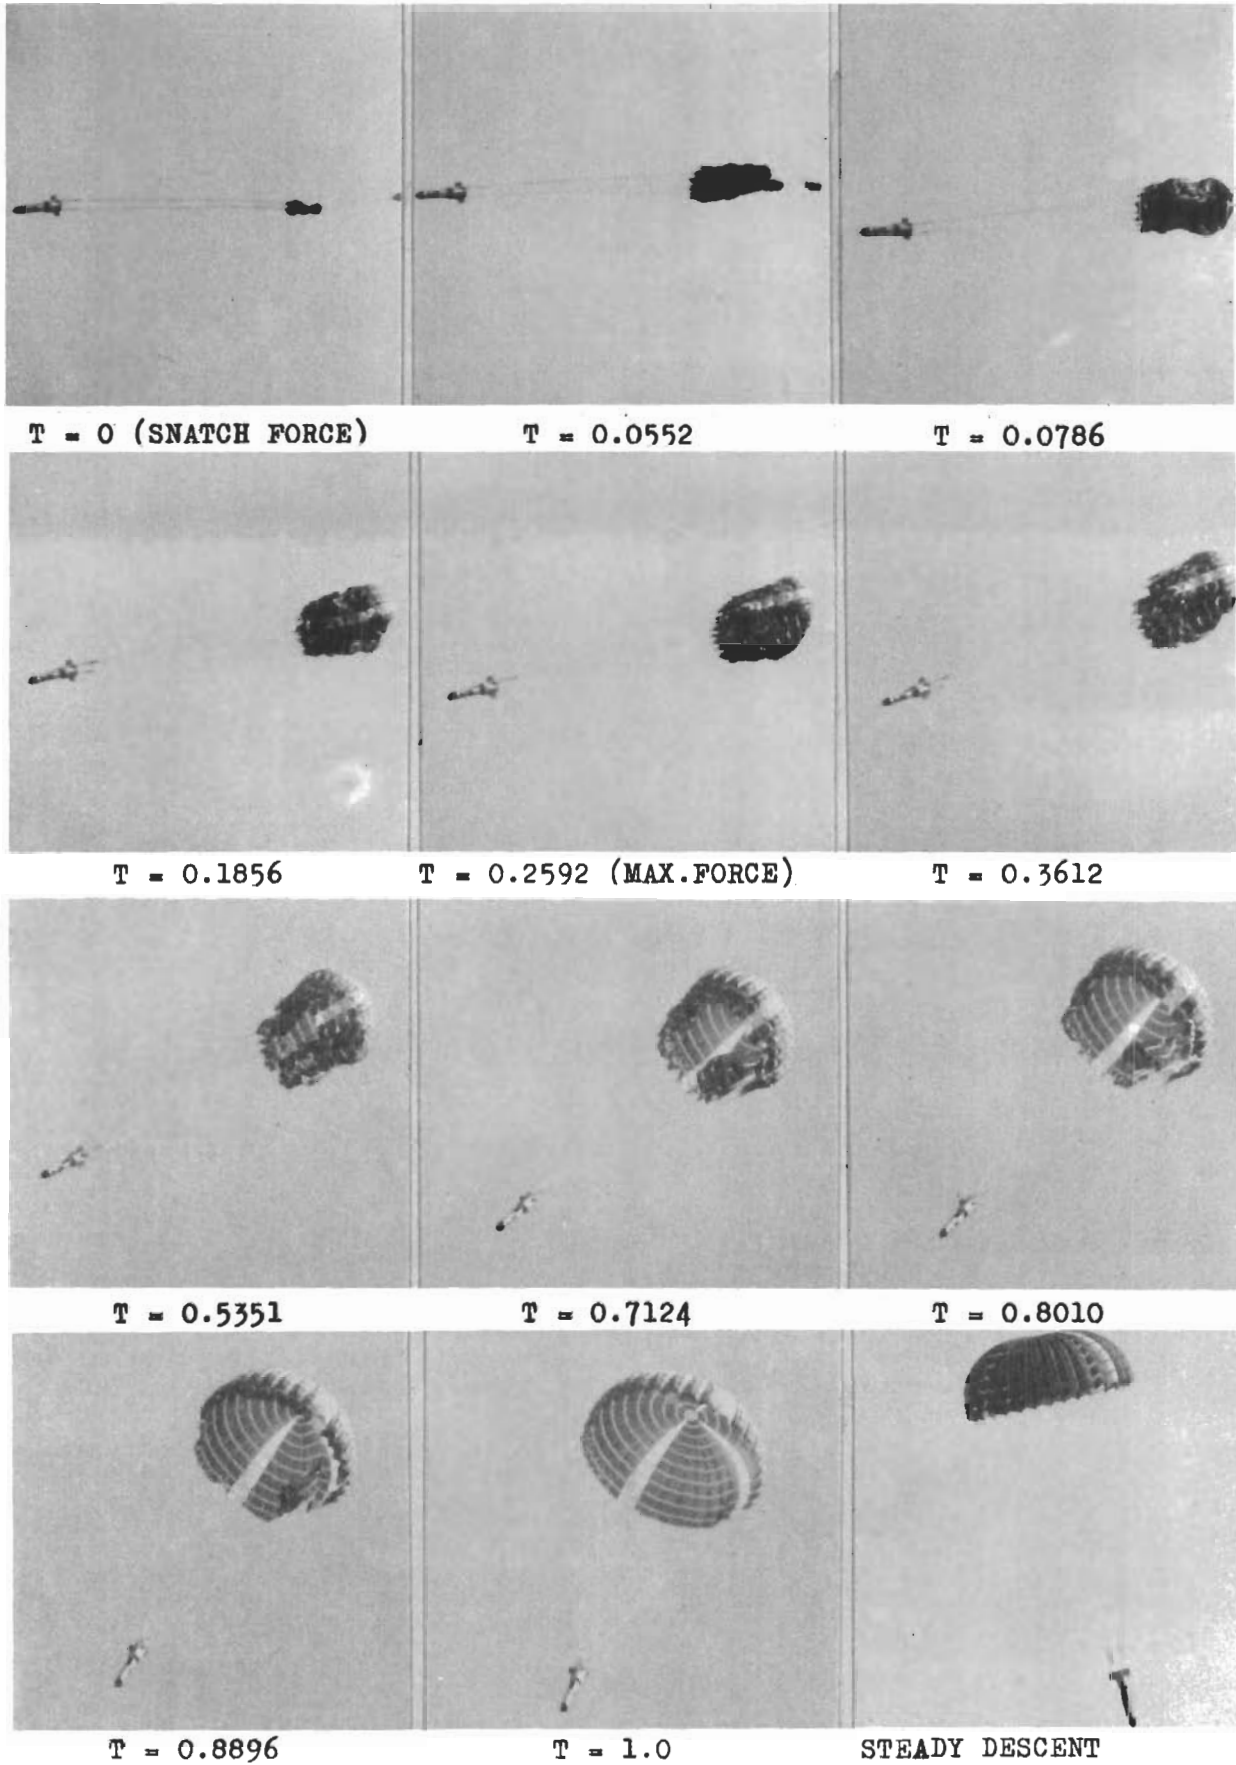 T = 0 (SNATCH FORCE)
T = 0.0552
T = 0.0786
T = 0.1856
T = 0.2592 (MAX.FORCE)
T = 0.3612
T = 0.5351
T = 0.7124
T = 0.8010
T = 0.8896
T = 1.0
STEADY DESCENT